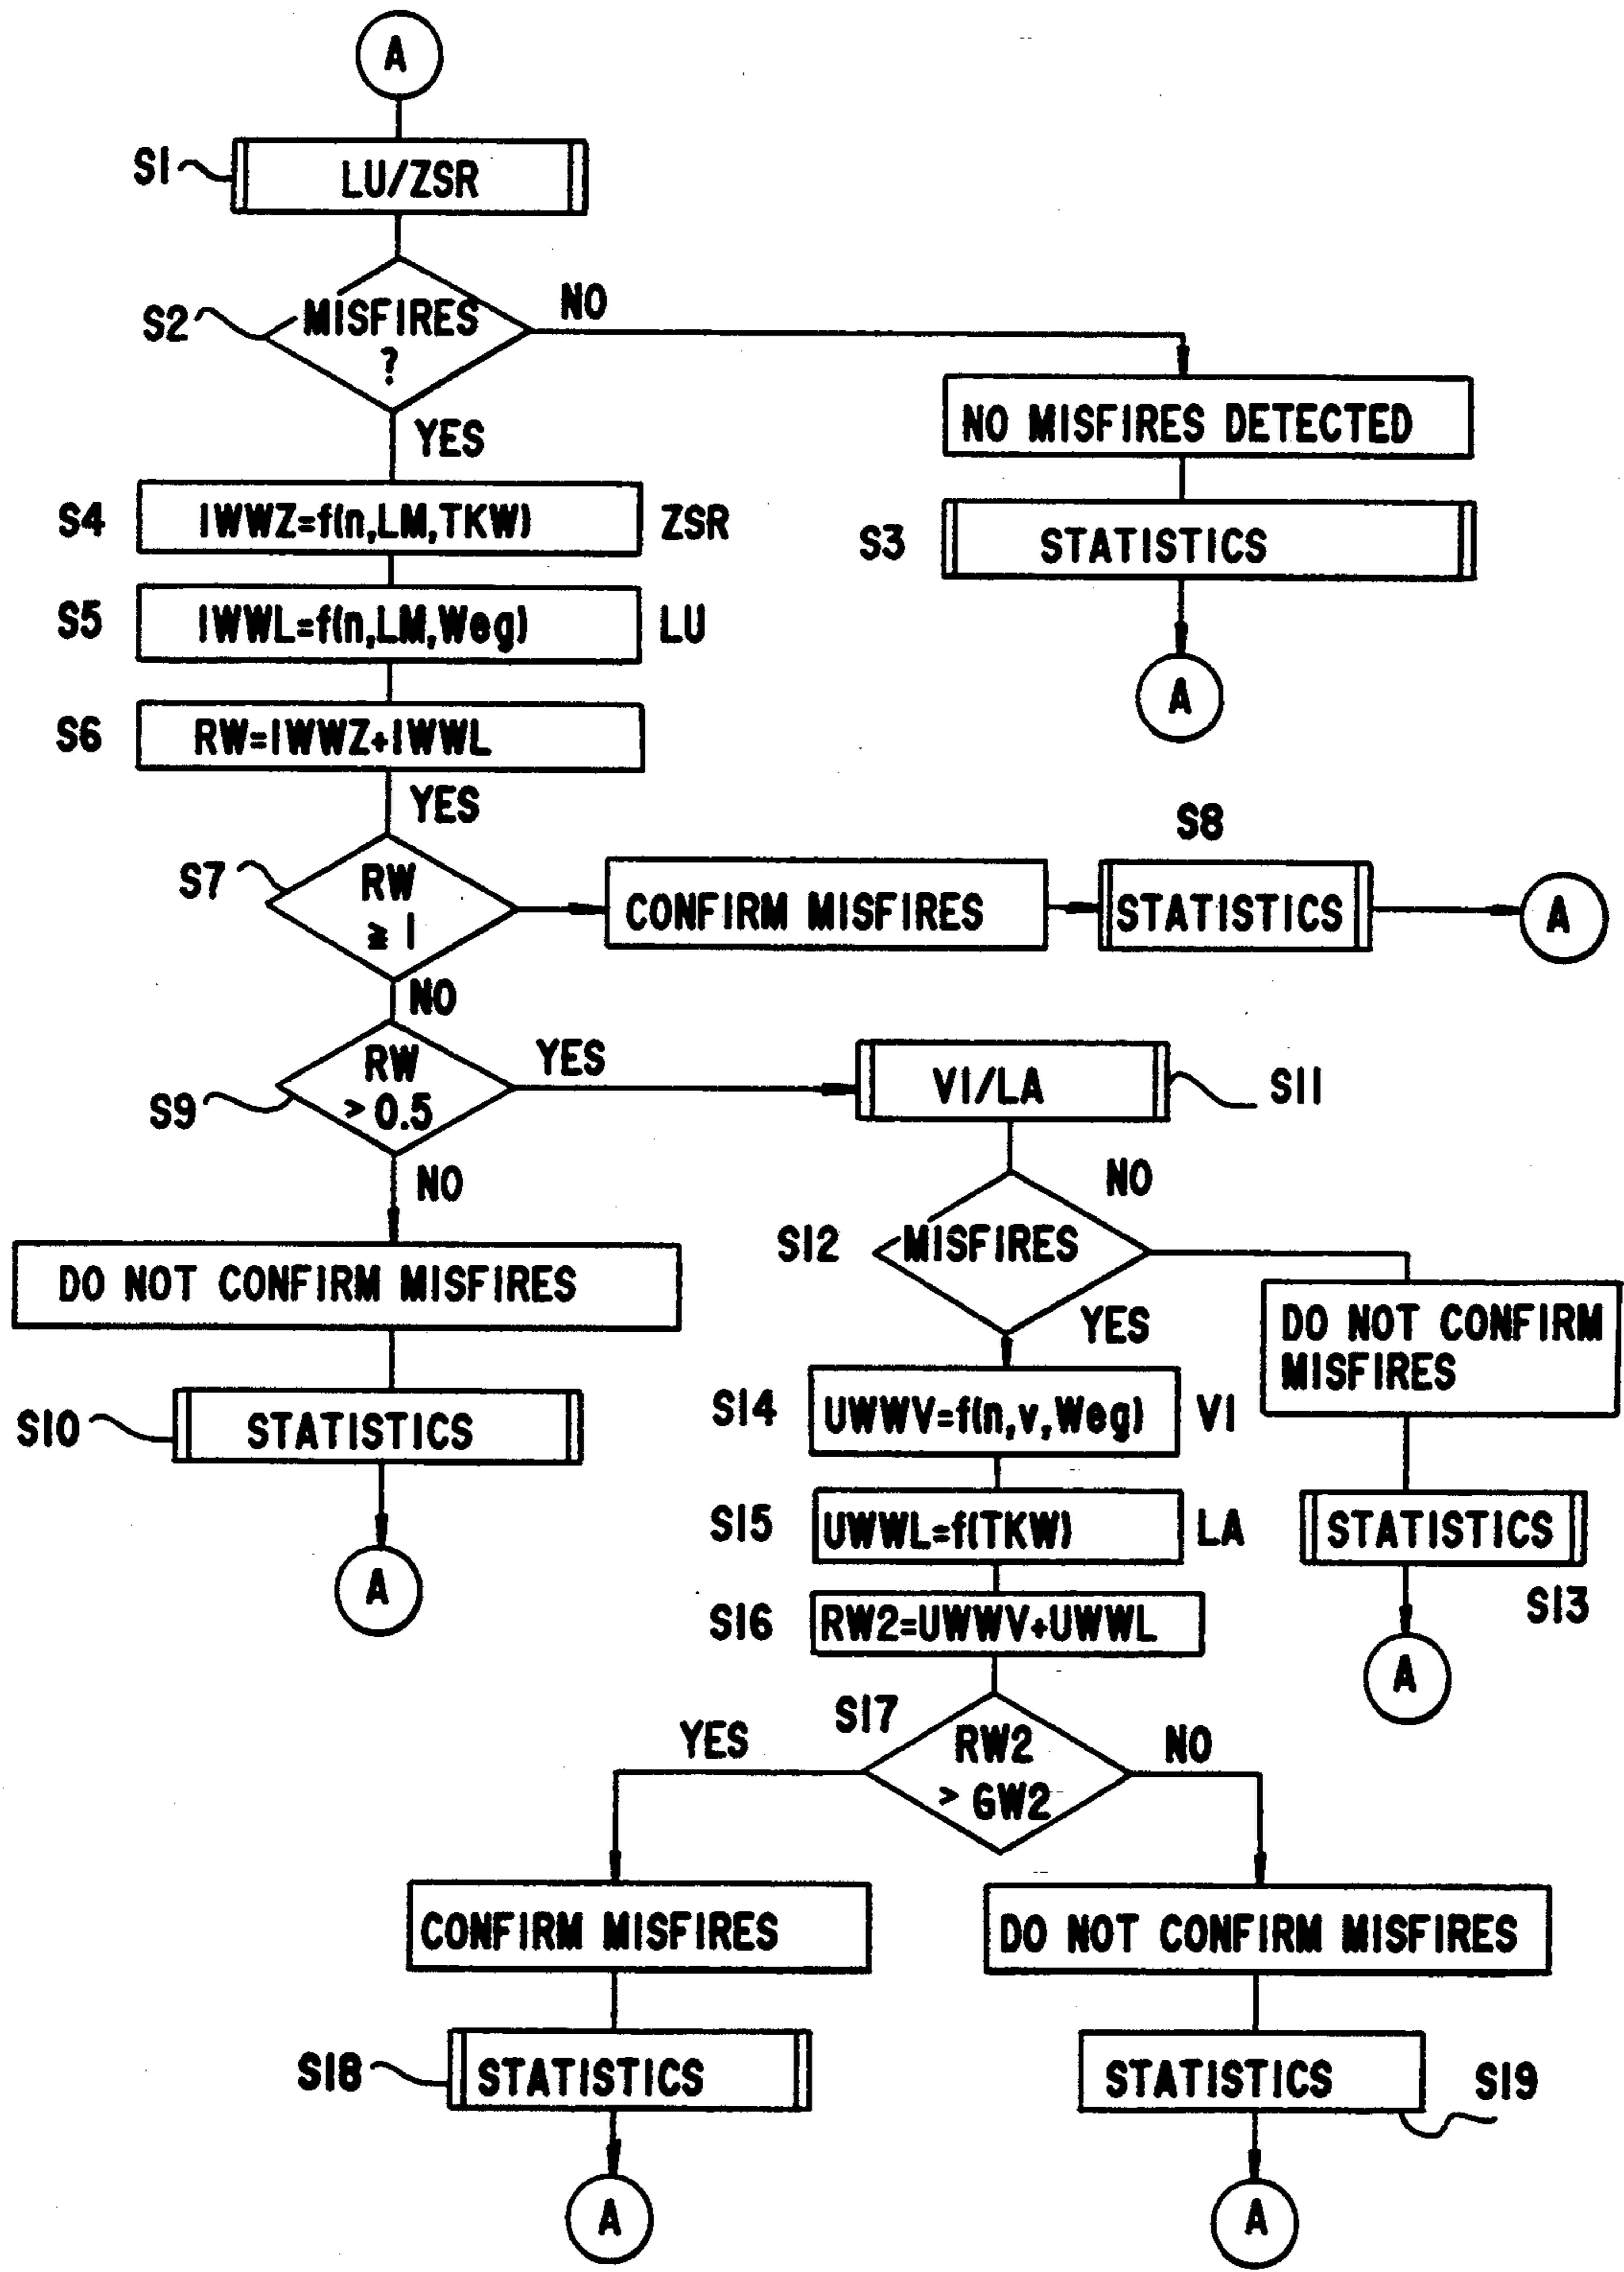 A
S1
LU/ZSR
S2
MISFIRES
?
NO
YES
NO MISFIRES DETECTED
S3
STATISTICS
A
S4
IWWZ=f(n,LM,TKW)
ZSR
S5
IWWL=f(n,LM,Weg)
LU
S6
RW=IWWZ+IWWL
YES
S7
RW
≧ 1
CONFIRM MISFIRES
S8
STATISTICS
A
NO
S9
RW
> 0.5
YES
V1/LA
S11
NO
DO NOT CONFIRM MISFIRES
S10
STATISTICS
A
S12
MISFIRES
NO
YES
DO NOT CONFIRM
MISFIRES
STATISTICS
S13
A
S14
UWWV=f(n,v,Weg)
V1
S15
UWWL=f(TKW)
LA
S16
RW2=UWWV+UWWL
S17
RW2
> GW2
YES
NO
CONFIRM MISFIRES
S18
STATISTICS
A
DO NOT CONFIRM MISFIRES
STATISTICS
S19
A